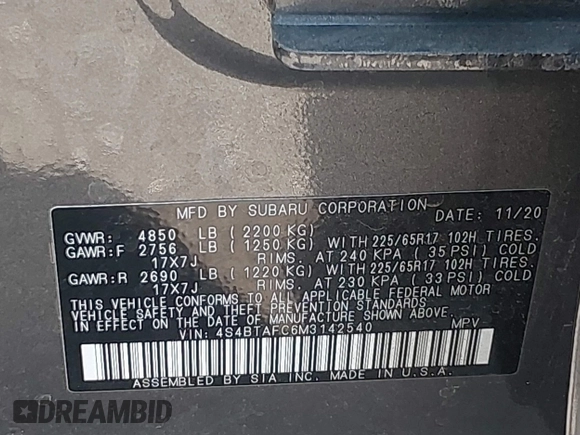 MFD BY SUBARU CORPORATION DATE: 11/20
GVWR: 4850 LB (2200 KG)
GAWR:F 2756 LB (1250 KG) WITH 225/65R17 102H TIRES.
17X7J RIMS. AT 240 KPA (35 PSI) COLD
GAWR:R 2690 LB (1220 KG) WITH 225/65R17 102H TIRES.
17X7J RIMS. AT 230 KPA (33 PSI) COLD
THIS VEHICLE CONFORMS TO ALL APPLICABLE FEDERAL MOTOR
VEHICLE SAFETY AND THEFT PREVENTION STANDARDS
IN EFFECT ON THE DATE OF MANUFACTURE SHOWN ABOVE.
VIN: 4S4BTAFC6M3142540 MPV
ASSEMBLED BY SIA INC. MADE IN U.S.A.
DREAMBID